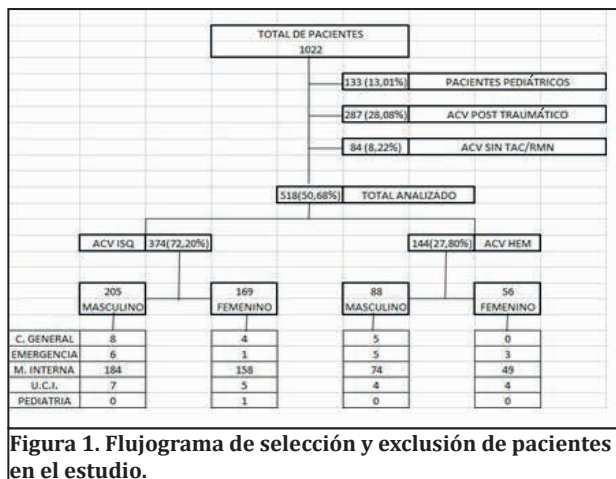 TOTAL DE PACIENTES
1022
133 (13,01%) PACIENTES PEDIÁTRICOS
287 (28,08%) ACV POST TRAUMÁTICO
84 (8,22%) ACV SIN TAC/RMN
518(50,68%) TOTAL ANALIZADO
ACV ISQ 374(72,20%) 144(27,80%) ACV HEM
205 169 88 56
MASCULINO FEMENINO MASCULINO FEMENINO
C. GENERAL 8 4 5 0
EMERGENCIA 6 1 5 3
M. INTERNA 184 158 74 49
U.C.I. 7 5 4 4
PEDIATRIA 0 1 0 0
Figura 1. Flujograma de selección y exclusión de pacientes
en el estudio.